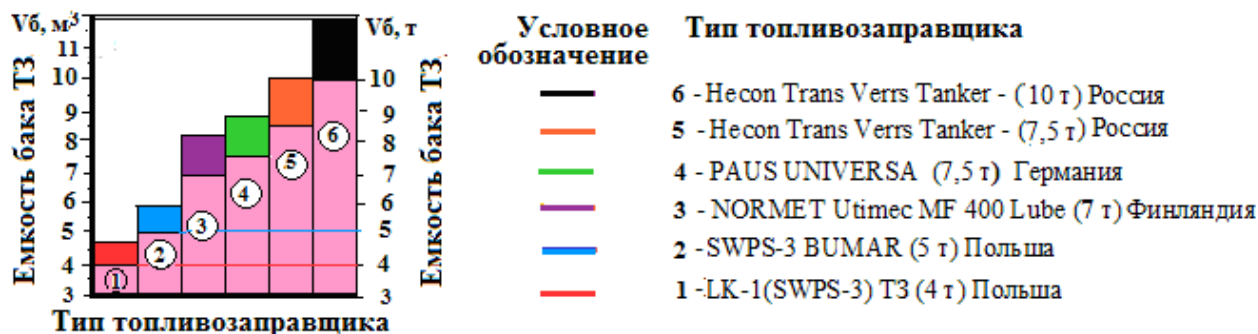 Vб, м³
Vб, т
12
11
10
9
8
7
6
5
4
3
10
9
8
7
6
5
4
3
Емкость бака ТЗ
Емкость бака ТЗ
1
2
3
4
5
6
Тип топливозаправщика
Условное обозначение
Тип топливозаправщика
6 - Hecon Trans Verrs Tanker - (10 т) Россия
5 - Hecon Trans Verrs Tanker - (7,5 т) Россия
4 - PAUS UNIVERSA (7,5 т) Германия
3 - NORMET Utimec MF 400 Lube (7 т) Финляндия
2 - SWPS-3 BUMAR (5 т) Польша
1 - LK-1(SWPS-3) ТЗ (4 т) Польша